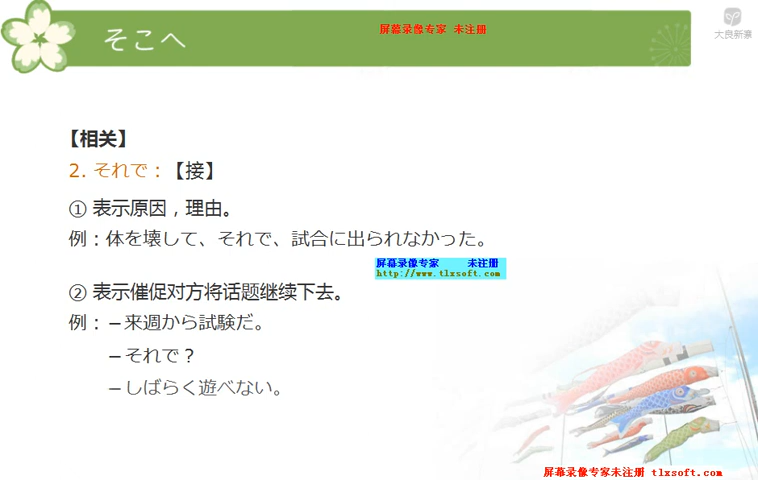 そこへ
屏幕录像专家 未注册
大良新濠
【相关】
2. それで：【接】
① 表示原因，理由。
例：体を壊して、それで、試合に出られなかった。
屏幕录像专家 未注册
http://www.tlxsoft.com
② 表示催促对方将话题继续下去。
例：－来週から試験だ。
－それで？
－しばらく遊べない。
屏幕录像专家未注册 tlxsoft.com